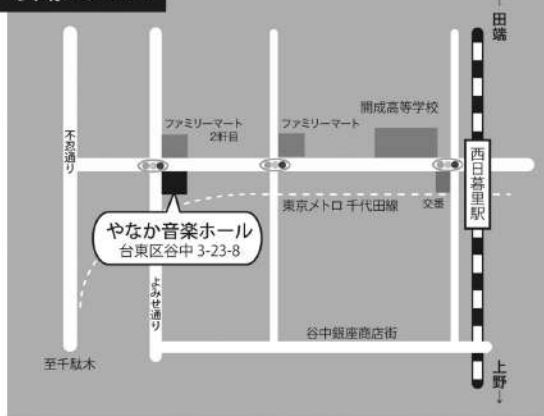 ←田端
開成高等学校
ファミリーマート
2軒目
ファミリーマート
不忍通り
西日暮里駅
東京メトロ 千代田線
交番
やなか音楽ホール
台東区谷中 3-23-8
よみせ通り
谷中銀座商店街
至千駄木
上野→